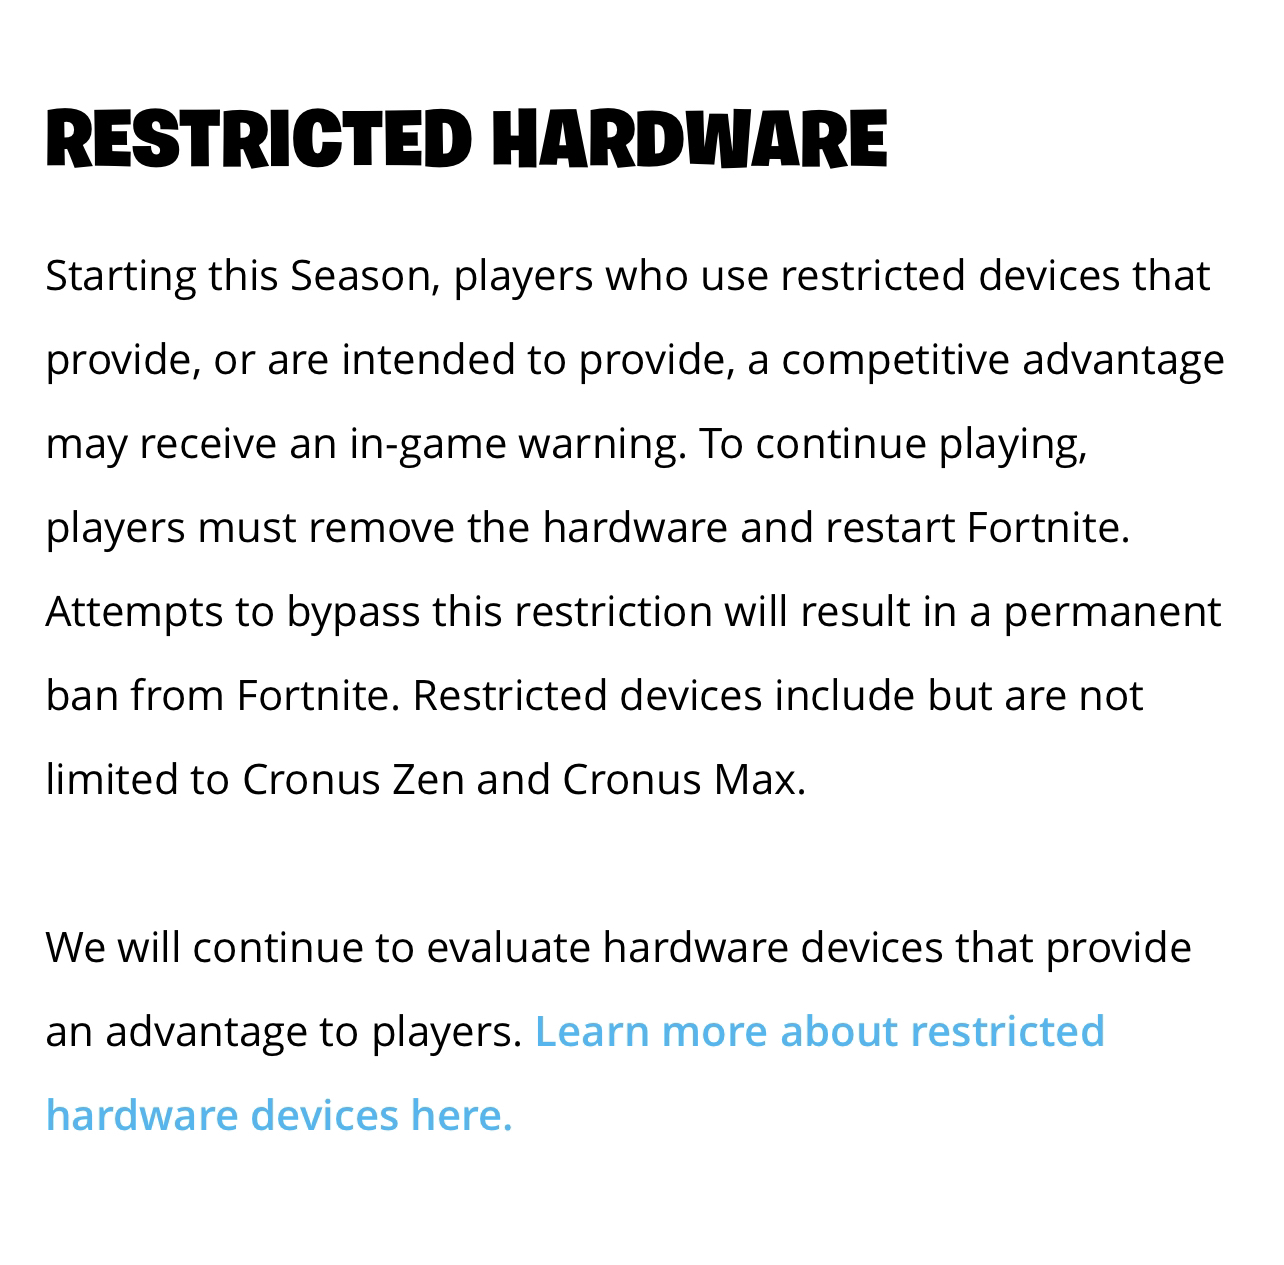 RESTRICTED HARDWARE
Starting this Season, players who use restricted devices that
provide, or are intended to provide, a competitive advantage
may receive an in-game warning. To continue playing,
players must remove the hardware and restart Fortnite.
Attempts to bypass this restriction will result in a permanent
ban from Fortnite. Restricted devices include but are not
limited to Cronus Zen and Cronus Max.
We will continue to evaluate hardware devices that provide
an advantage to players. Learn more about restricted
hardware devices here.